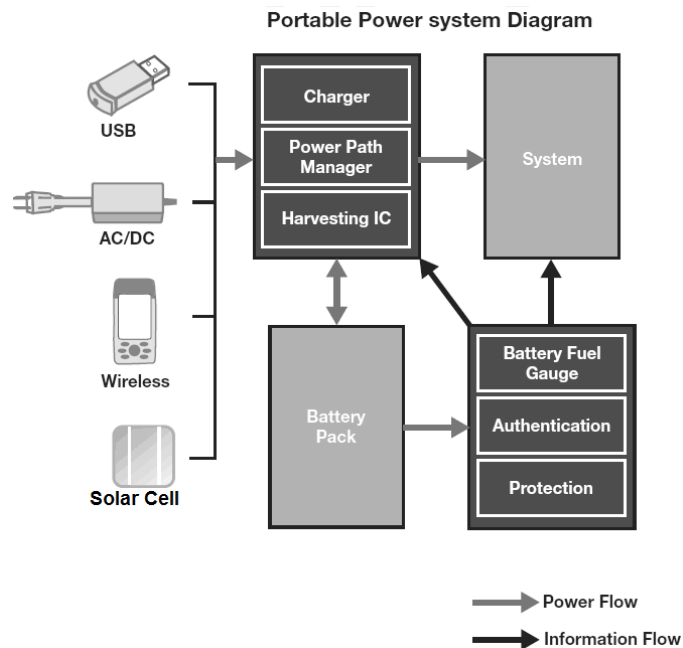 Portable Power system Diagram
USB
AC/DC
Wireless
Solar Cell
Charger
Power Path
Manager
Harvesting IC
System
Battery
Pack
Battery Fuel
Gauge
Authentication
Protection
Power Flow
Information Flow